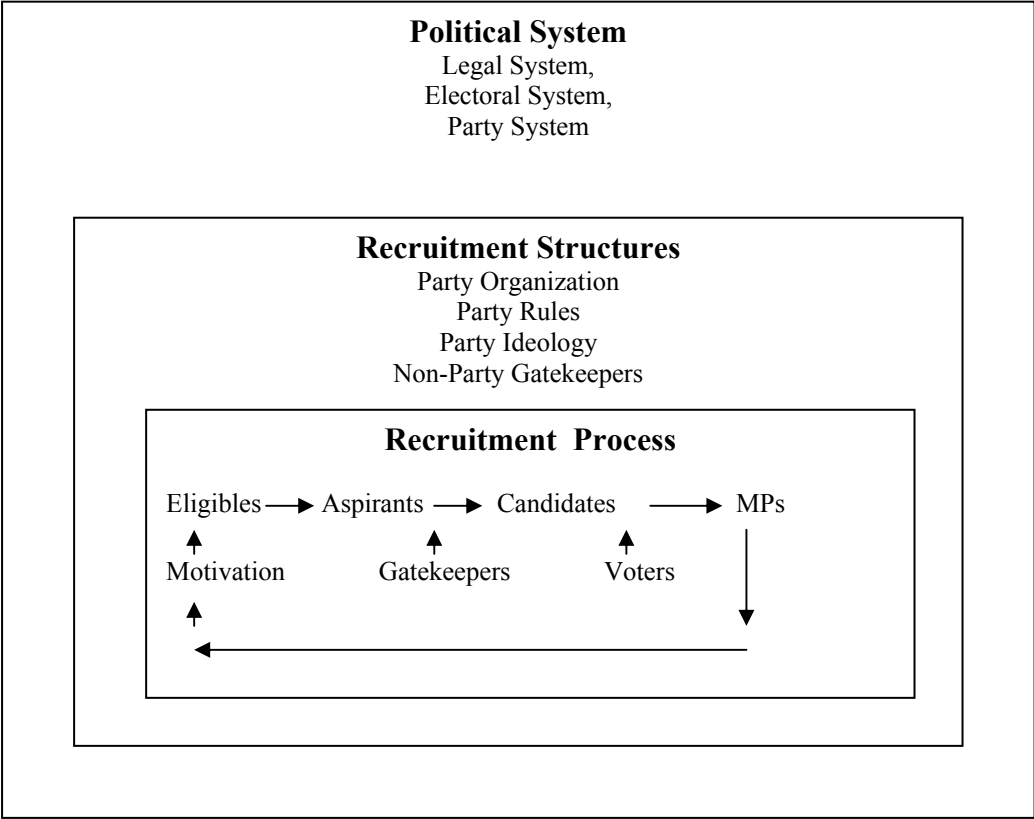 Political System
Legal System,
Electoral System,
Party System
Recruitment Structures
Party Organization
Party Rules
Party Ideology
Non-Party Gatekeepers
Recruitment Process
Eligibles Aspirants Candidates MPs
Motivation Gatekeepers Voters